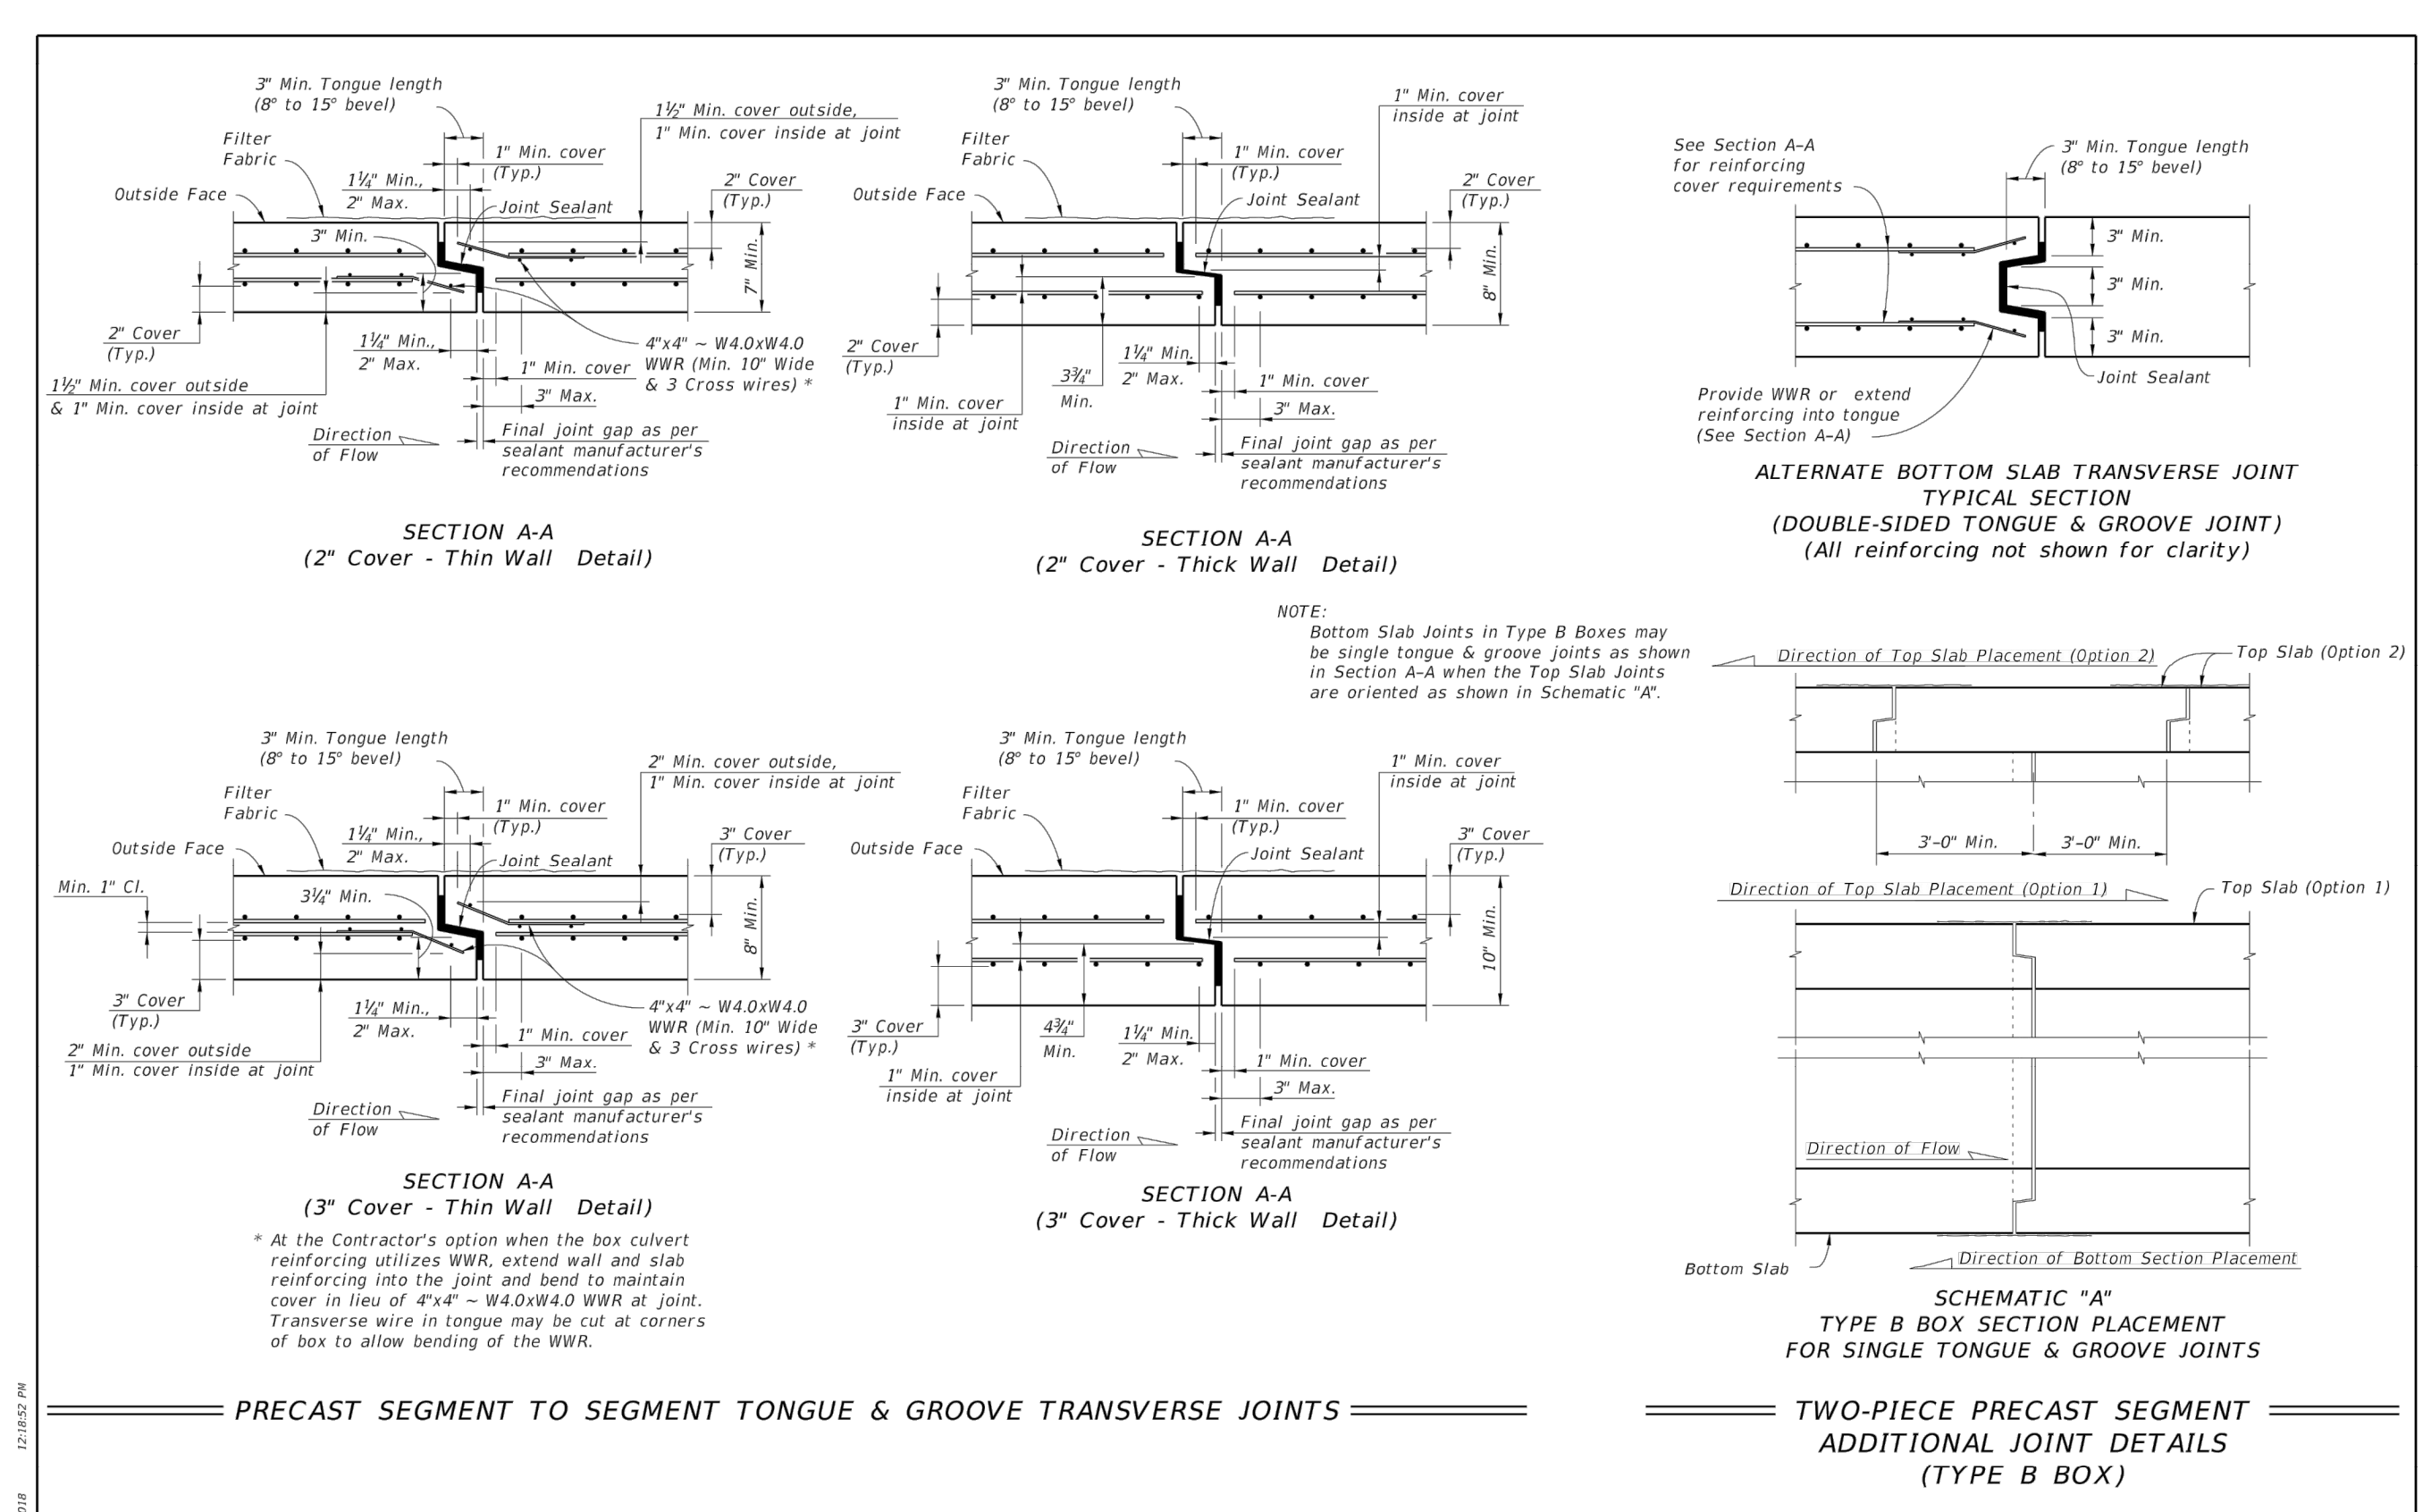 3" Min. Tongue length
(8° to 15° bevel)
Filter
Fabric
Outside Face
1¼" Min.,
2" Max.
3" Min.
1" Min. cover
(Typ.)
Joint Sealant
1½" Min. cover outside,
1" Min. cover inside at joint
2" Cover
(Typ.)
7" Min.
2" Cover
(Typ.)
1½" Min. cover outside
& 1" Min. cover inside at joint
1¼" Min.,
2" Max.
4"x4" ~ W4.0xW4.0
WWR (Min. 10" Wide
& 3 Cross wires) *
1" Min. cover
3" Max.
Direction
of Flow
Final joint gap as per
sealant manufacturer's
recommendations
SECTION A-A
(2" Cover - Thin Wall Detail)
3" Min. Tongue length
(8° to 15° bevel)
Filter
Fabric
Outside Face
1" Min. cover
(Typ.)
Joint Sealant
1" Min. cover
inside at joint
2" Cover
(Typ.)
8" Min.
2" Cover
(Typ.)
1" Min. cover
inside at joint
3¾"
Min.
1¼" Min.
2" Max.
1" Min. cover
3" Max.
Direction
of Flow
Final joint gap as per
sealant manufacturer's
recommendations
SECTION A-A
(2" Cover - Thick Wall Detail)
See Section A–A
for reinforcing
cover requirements
3" Min. Tongue length
(8° to 15° bevel)
3" Min.
3" Min.
3" Min.
Joint Sealant
Provide WWR or extend
reinforcing into tongue
(See Section A–A)
ALTERNATE BOTTOM SLAB TRANSVERSE JOINT
TYPICAL SECTION
(DOUBLE-SIDED TONGUE & GROOVE JOINT)
(All reinforcing not shown for clarity)
NOTE:
Bottom Slab Joints in Type B Boxes may
be single tongue & groove joints as shown
in Section A–A when the Top Slab Joints
are oriented as shown in Schematic "A".
3" Min. Tongue length
(8° to 15° bevel)
Filter
Fabric
Outside Face
Min. 1" Cl.
1¼" Min.,
2" Max.
3¼" Min.
1" Min. cover
(Typ.)
Joint Sealant
2" Min. cover outside,
1" Min. cover inside at joint
3" Cover
(Typ.)
8" Min.
3" Cover
(Typ.)
2" Min. cover outside
1" Min. cover inside at joint
1¼" Min.,
2" Max.
4"x4" ~ W4.0xW4.0
WWR (Min. 10" Wide
& 3 Cross wires) *
1" Min. cover
3" Max.
Direction
of Flow
Final joint gap as per
sealant manufacturer's
recommendations
SECTION A-A
(3" Cover - Thin Wall Detail)
* At the Contractor's option when the box culvert
reinforcing utilizes WWR, extend wall and slab
reinforcing into the joint and bend to maintain
cover in lieu of 4"x4" ~ W4.0xW4.0 WWR at joint.
Transverse wire in tongue may be cut at corners
of box to allow bending of the WWR.
3" Min. Tongue length
(8° to 15° bevel)
Filter
Fabric
Outside Face
1" Min. cover
(Typ.)
Joint Sealant
1" Min. cover
inside at joint
3" Cover
(Typ.)
10" Min.
3" Cover
(Typ.)
1" Min. cover
inside at joint
4¾"
Min.
1¼" Min.
2" Max.
1" Min. cover
3" Max.
Direction
of Flow
Final joint gap as per
sealant manufacturer's
recommendations
SECTION A-A
(3" Cover - Thick Wall Detail)
Direction of Top Slab Placement (Option 2)
Top Slab (Option 2)
3'–0" Min.
3'–0" Min.
Direction of Top Slab Placement (Option 1)
Top Slab (Option 1)
Direction of Flow
Bottom Slab
Direction of Bottom Section Placement
SCHEMATIC "A"
TYPE B BOX SECTION PLACEMENT
FOR SINGLE TONGUE & GROOVE JOINTS
PRECAST SEGMENT TO SEGMENT TONGUE & GROOVE TRANSVERSE JOINTS
TWO-PIECE PRECAST SEGMENT
ADDITIONAL JOINT DETAILS
(TYPE B BOX)
12:18:52 PM
018